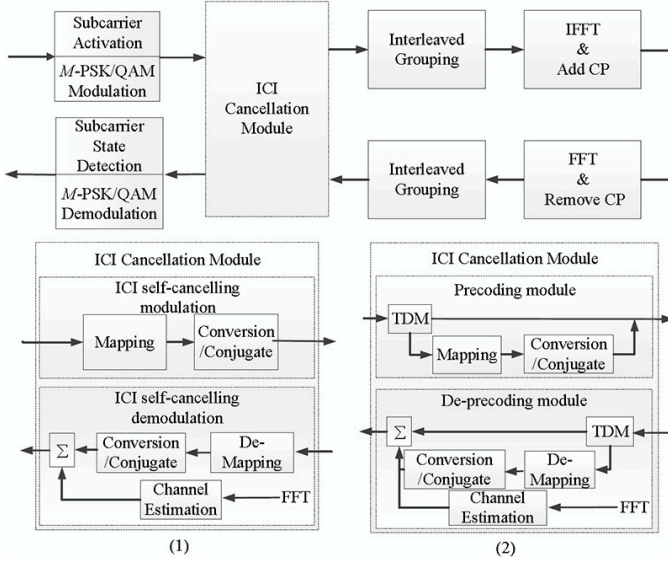 Subcarrier
Activation
M-PSK/QAM
Modulation
ICI
Cancellation
Module
Interleaved
Grouping
IFFT
&
Add CP
Subcarrier
State
Detection
M-PSK/QAM
Demodulation
Interleaved
Grouping
FFT
&
Remove CP
ICI Cancellation Module
ICI self-cancelling
modulation
Mapping
Conversion
/Conjugate
ICI self-cancelling
demodulation
Σ
Conversion
/Conjugate
De-
Mapping
Channel
Estimation
FFT
(1)
ICI Cancellation Module
Precoding module
TDM
Mapping
Conversion
/Conjugate
De-precoding module
Σ
TDM
Conversion
/Conjugate
De-
Mapping
Channel
Estimation
FFT
(2)